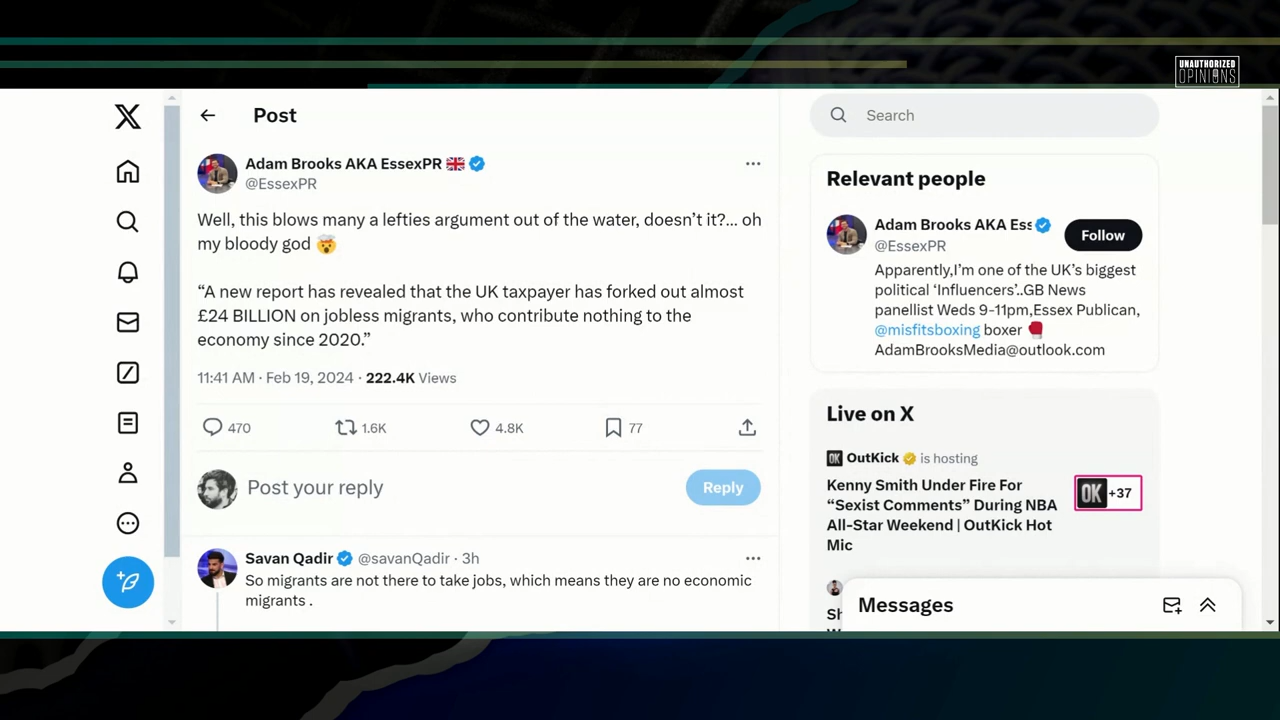 UNAUTHORIZED
OPINIONS
Post
Search
Adam Brooks AKA EssexPR 🇬🇧
@EssexPR
Well, this blows many a lefties argument out of the water, doesn’t it?... oh
my bloody god 🤯
“A new report has revealed that the UK taxpayer has forked out almost
£24 BILLION on jobless migrants, who contribute nothing to the
economy since 2020.”
11:41 AM · Feb 19, 2024 · 222.4K Views
470 1.6K 4.8K 77
Post your reply
Reply
Savan Qadir @savanQadir · 3h
So migrants are not there to take jobs, which means they are no economic
migrants .
Relevant people
Adam Brooks AKA Ess
@EssexPR
Follow
Apparently,I’m one of the UK’s biggest
political ‘Influencers’..GB News
panellist Weds 9-11pm,Essex Publican,
@misfitsboxing boxer 🥊
AdamBrooksMedia@outlook.com
Live on X
OK OutKick is hosting
Kenny Smith Under Fire For
“Sexist Comments” During NBA
All-Star Weekend | OutKick Hot
Mic
OK +37
Messages